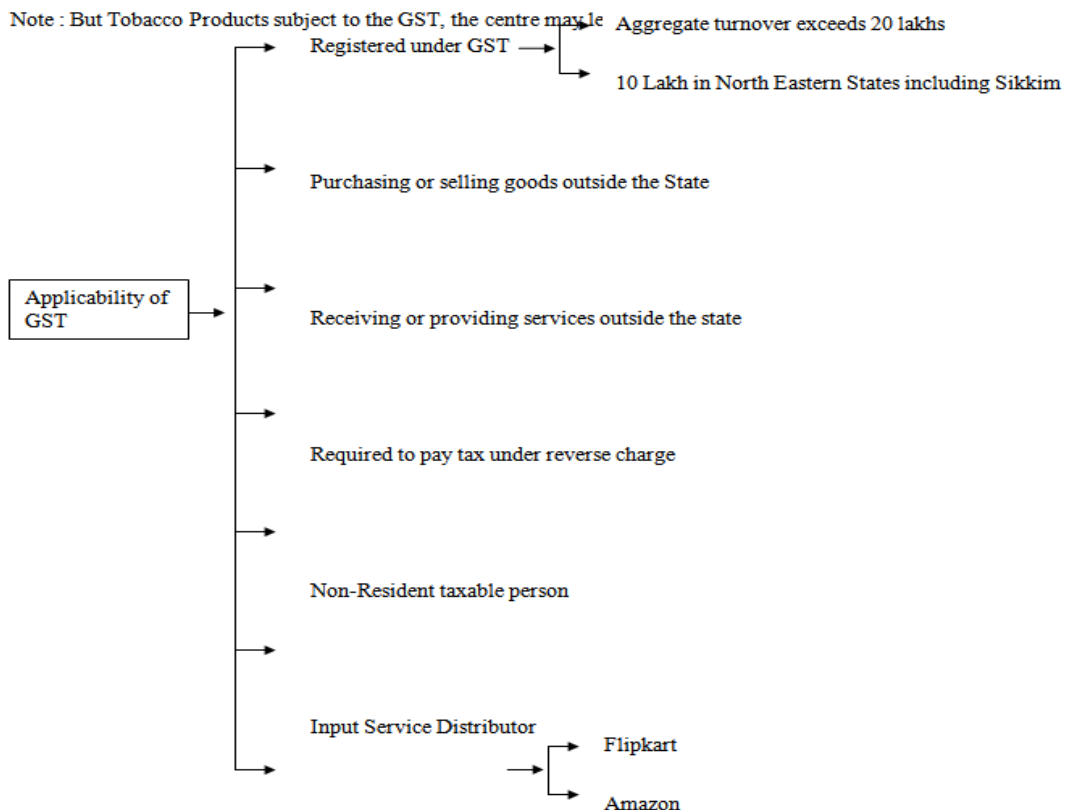 Note : But Tobacco Products subject to the GST, the centre may le
Aggregate turnover exceeds 20 lakhs
Registered under GST
10 Lakh in North Eastern States including Sikkim
Purchasing or selling goods outside the State
Applicability of
GST
Receiving or providing services outside the state
Required to pay tax under reverse charge
Non-Resident taxable person
Input Service Distributor
Flipkart
Amazon